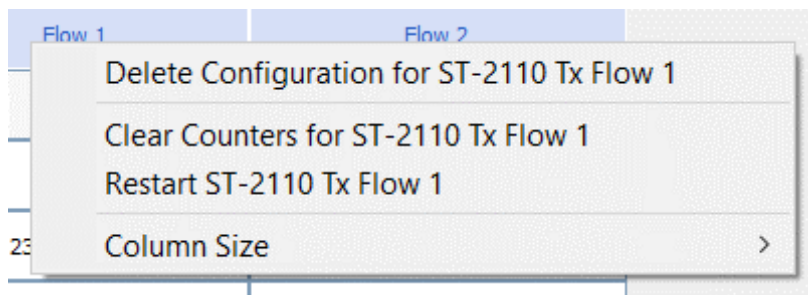 Flow 1 Flow 2
Delete Configuration for ST-2110 Tx Flow 1
Clear Counters for ST-2110 Tx Flow 1
Restart ST-2110 Tx Flow 1
23 Column Size